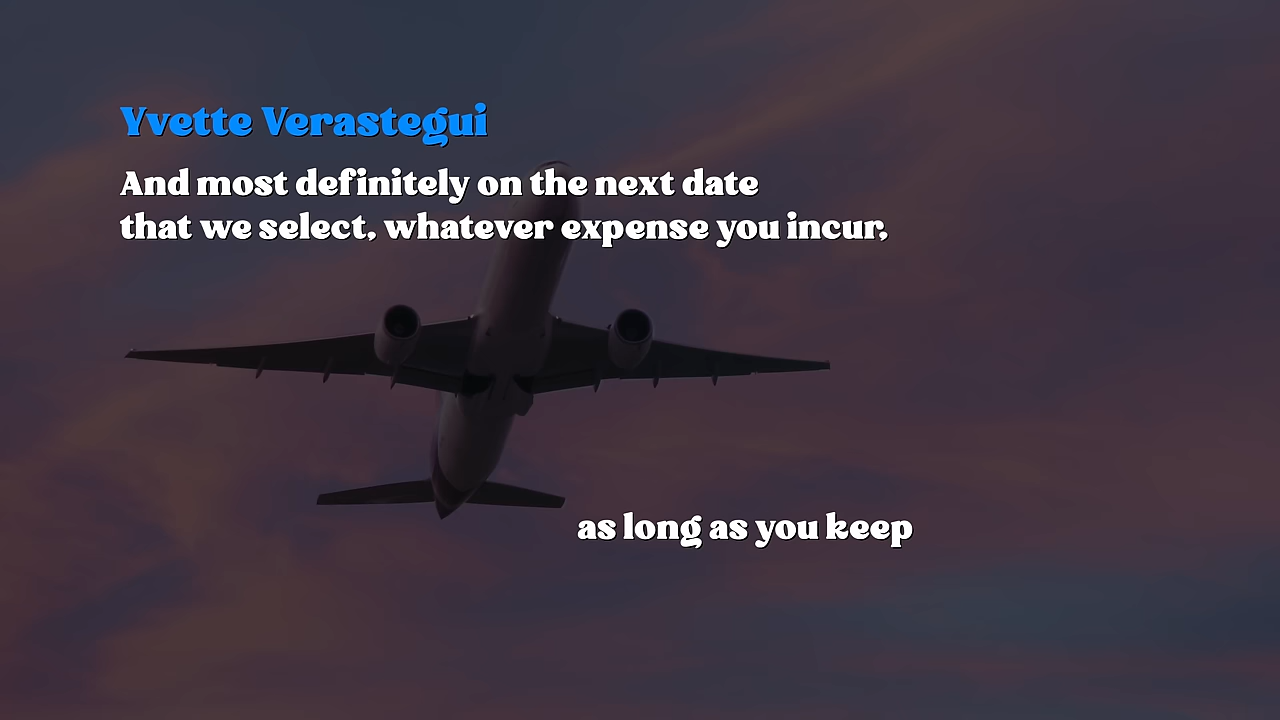 Yvette Verastegui
And most definitely on the next date
that we select, whatever expense you incur,
as long as you keep